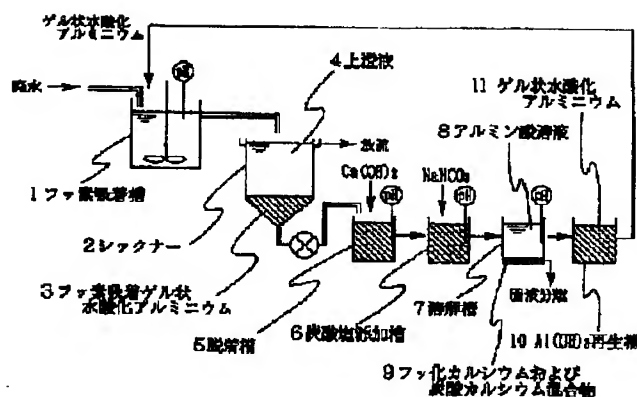 ゲル状水酸化
アルミニウム
廃水
pH
4上澄液
放流
11 ゲル状水酸化
アルミニウム
8アルミン酸溶液
Ca(OH)₂
NaHCO₃
pH
pH
pH
1フッ素吸着槽
2シックナー
3フッ素吸着ゲル状
水酸化アルミニウム
5脱着槽
6炭酸塩添加槽
7溶解槽
固液分離
10 Al(OH)₃再生槽
9フッ化カルシウムおよび
炭酸カルシウム混合物